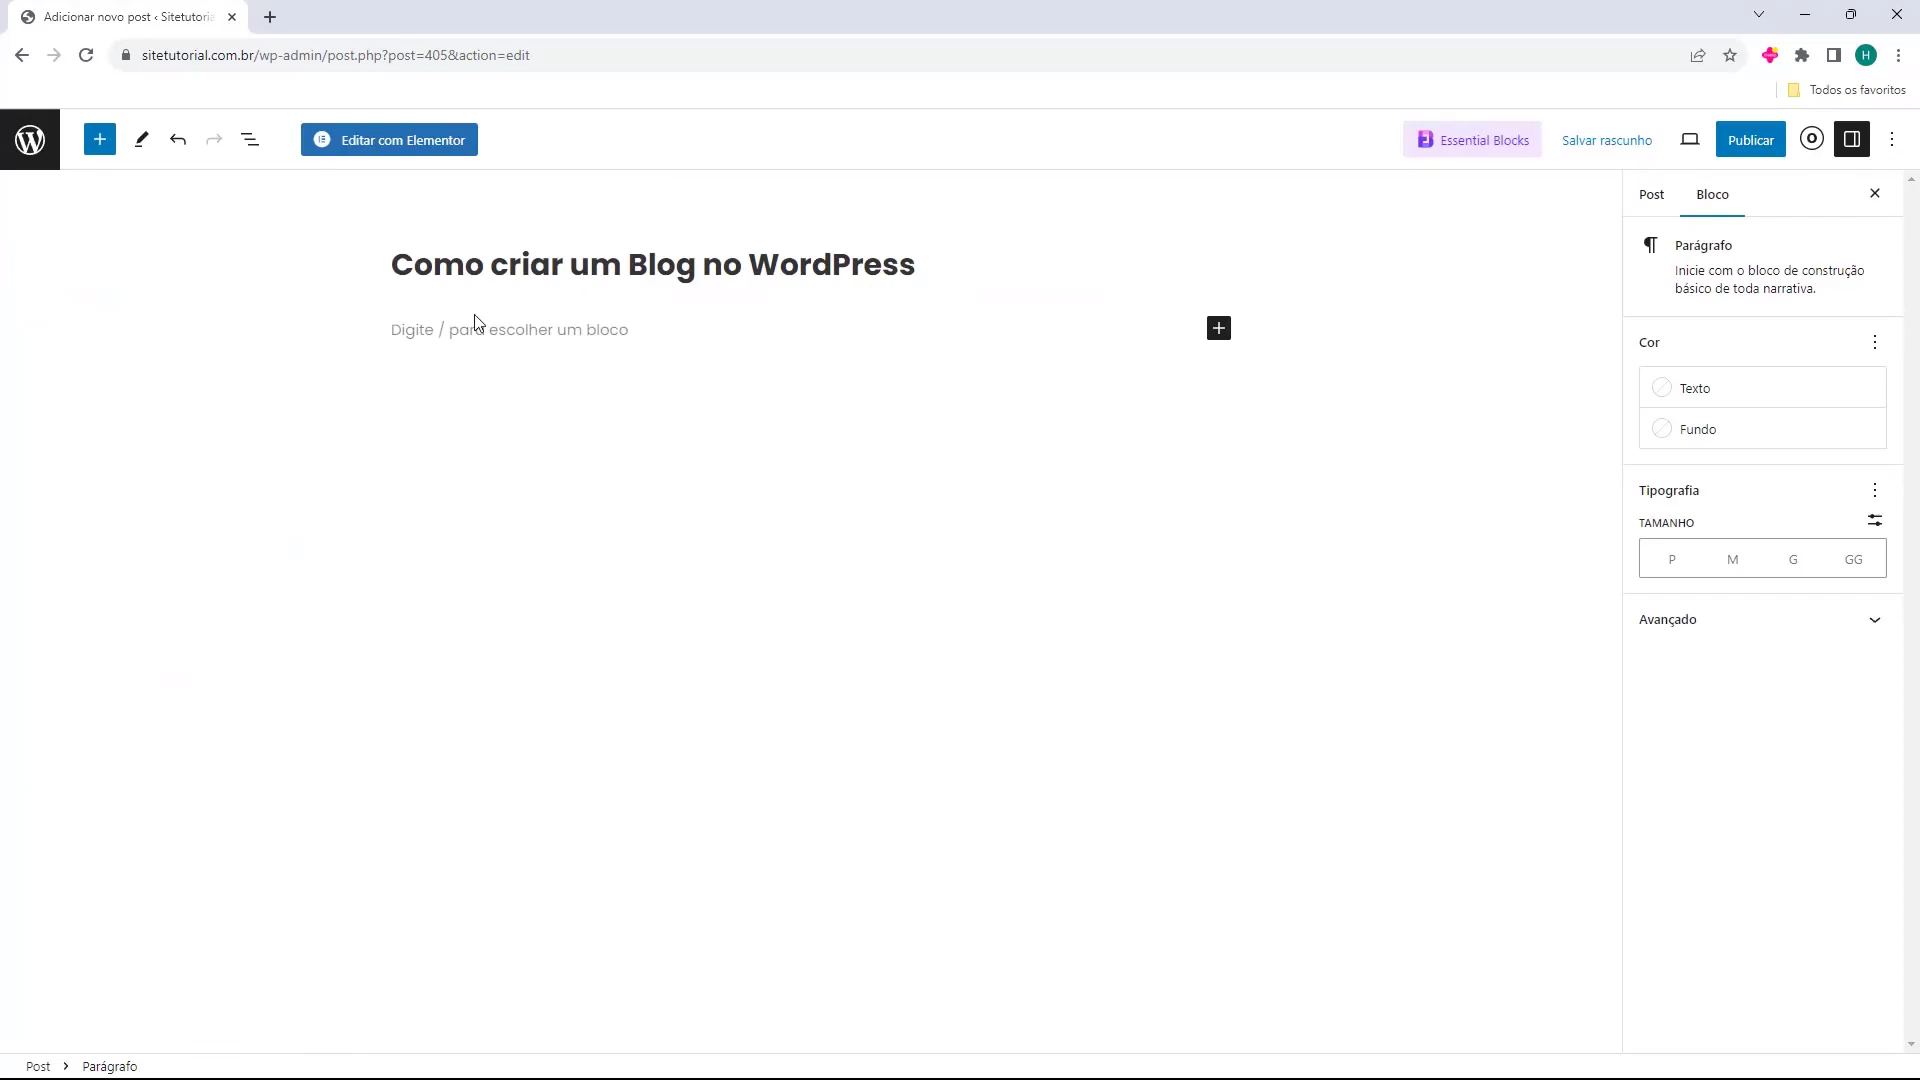 Adicionar novo post ‹ Sitetutoria
sitetutorial.com.br/wp-admin/post.php?post=405&action=edit
H
Todos os favoritos
Editar com Elementor
Essential Blocks
Salvar rascunho
Publicar
Post
Bloco
Como criar um Blog no WordPress
Digite / para escolher um bloco
Parágrafo
Inicie com o bloco de construção
básico de toda narrativa.
Cor
Texto
Fundo
Tipografia
TAMANHO
P M G GG
Avançado
Post › Parágrafo